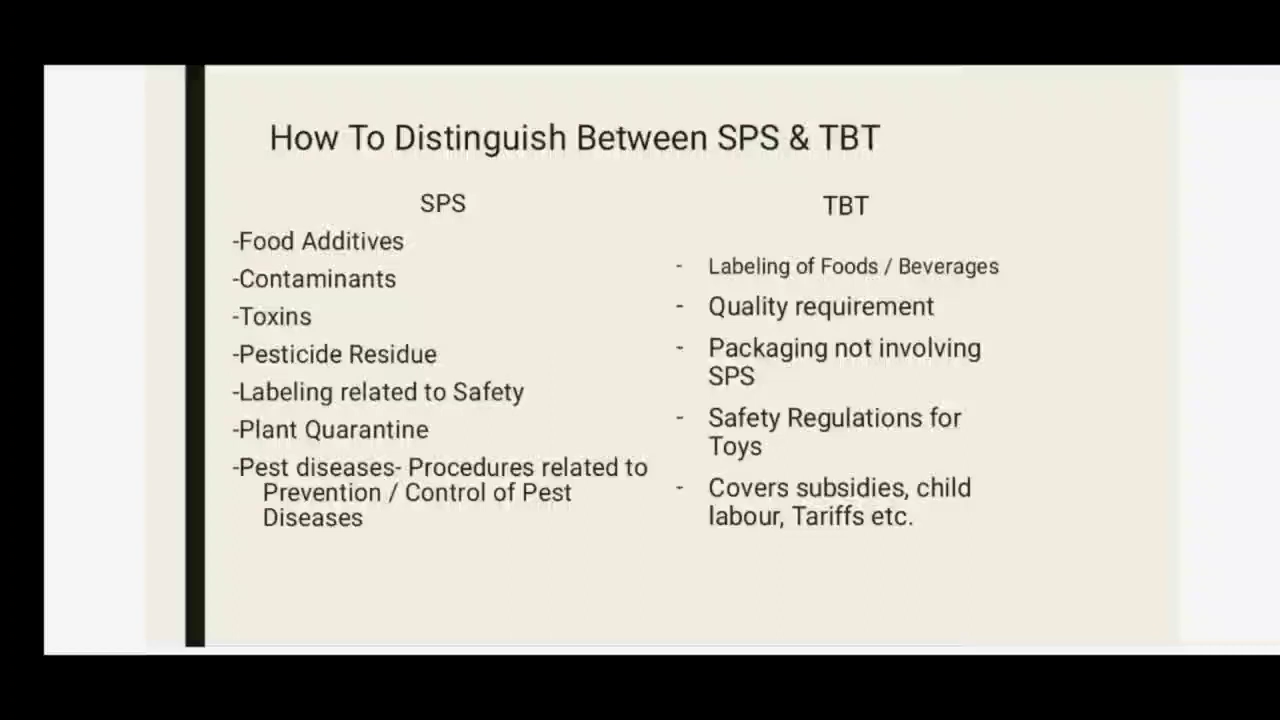 How To Distinguish Between SPS & TBT
SPS
-Food Additives
-Contaminants
-Toxins
-Pesticide Residue
-Labeling related to Safety
-Plant Quarantine
-Pest diseases- Procedures related to
Prevention / Control of Pest
Diseases
TBT
- Labeling of Foods / Beverages
- Quality requirement
- Packaging not involving
SPS
- Safety Regulations for
Toys
- Covers subsidies, child
labour, Tariffs etc.